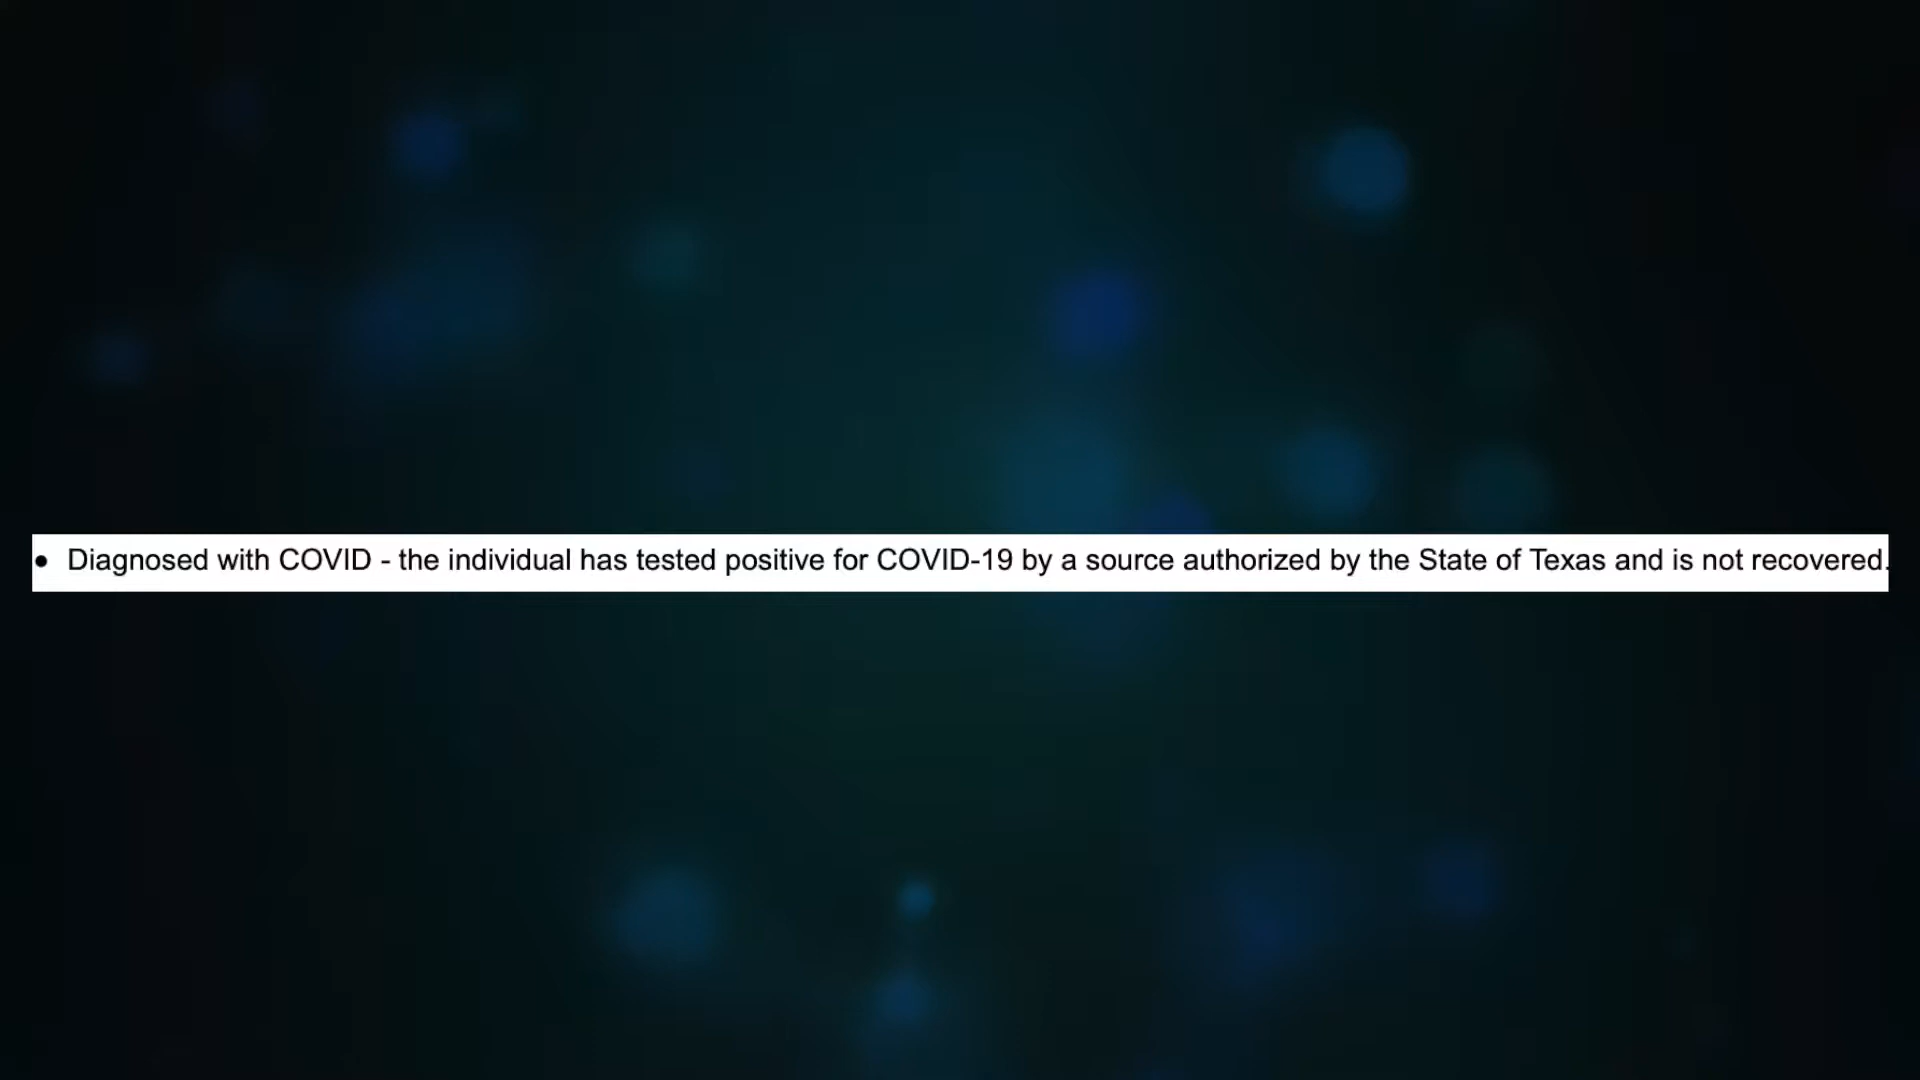 • Diagnosed with COVID - the individual has tested positive for COVID-19 by a source authorized by the State of Texas and is not recovered.